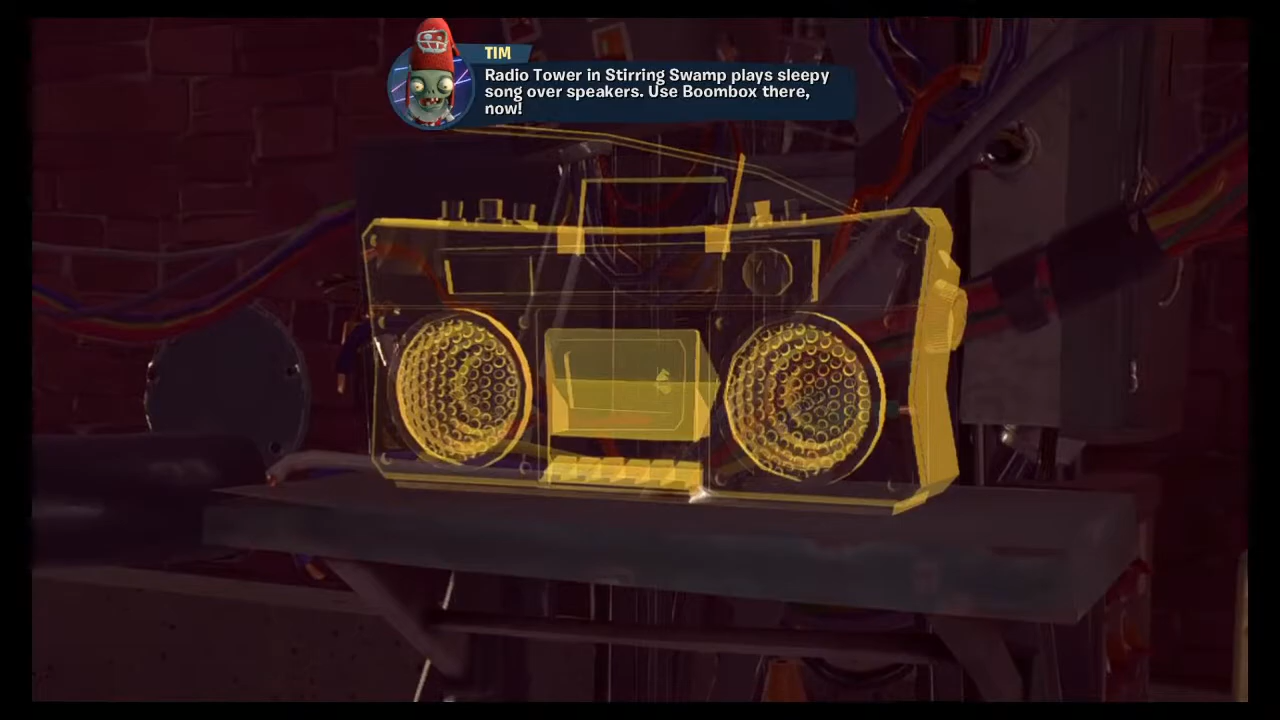 TIM
Radio Tower in Stirring Swamp plays sleepy
song over speakers. Use Boombox there,
now!